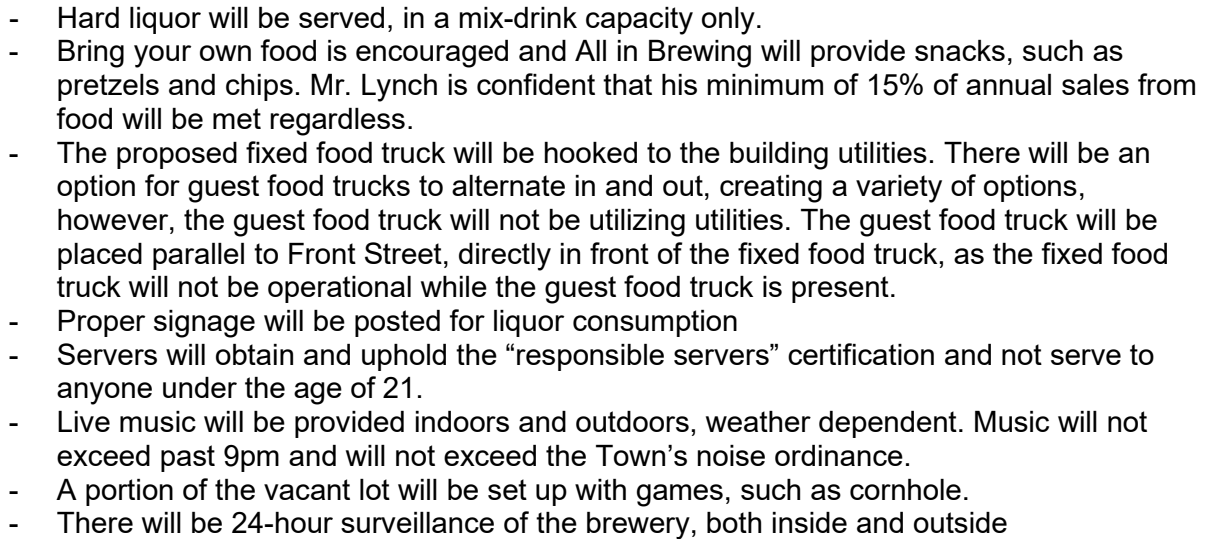 - Hard liquor will be served, in a mix-drink capacity only.
- Bring your own food is encouraged and All in Brewing will provide snacks, such as
pretzels and chips. Mr. Lynch is confident that his minimum of 15% of annual sales from
food will be met regardless.
- The proposed fixed food truck will be hooked to the building utilities. There will be an
option for guest food trucks to alternate in and out, creating a variety of options,
however, the guest food truck will not be utilizing utilities. The guest food truck will be
placed parallel to Front Street, directly in front of the fixed food truck, as the fixed food
truck will not be operational while the guest food truck is present.
- Proper signage will be posted for liquor consumption
- Servers will obtain and uphold the “responsible servers” certification and not serve to
anyone under the age of 21.
- Live music will be provided indoors and outdoors, weather dependent. Music will not
exceed past 9pm and will not exceed the Town’s noise ordinance.
- A portion of the vacant lot will be set up with games, such as cornhole.
- There will be 24-hour surveillance of the brewery, both inside and outside